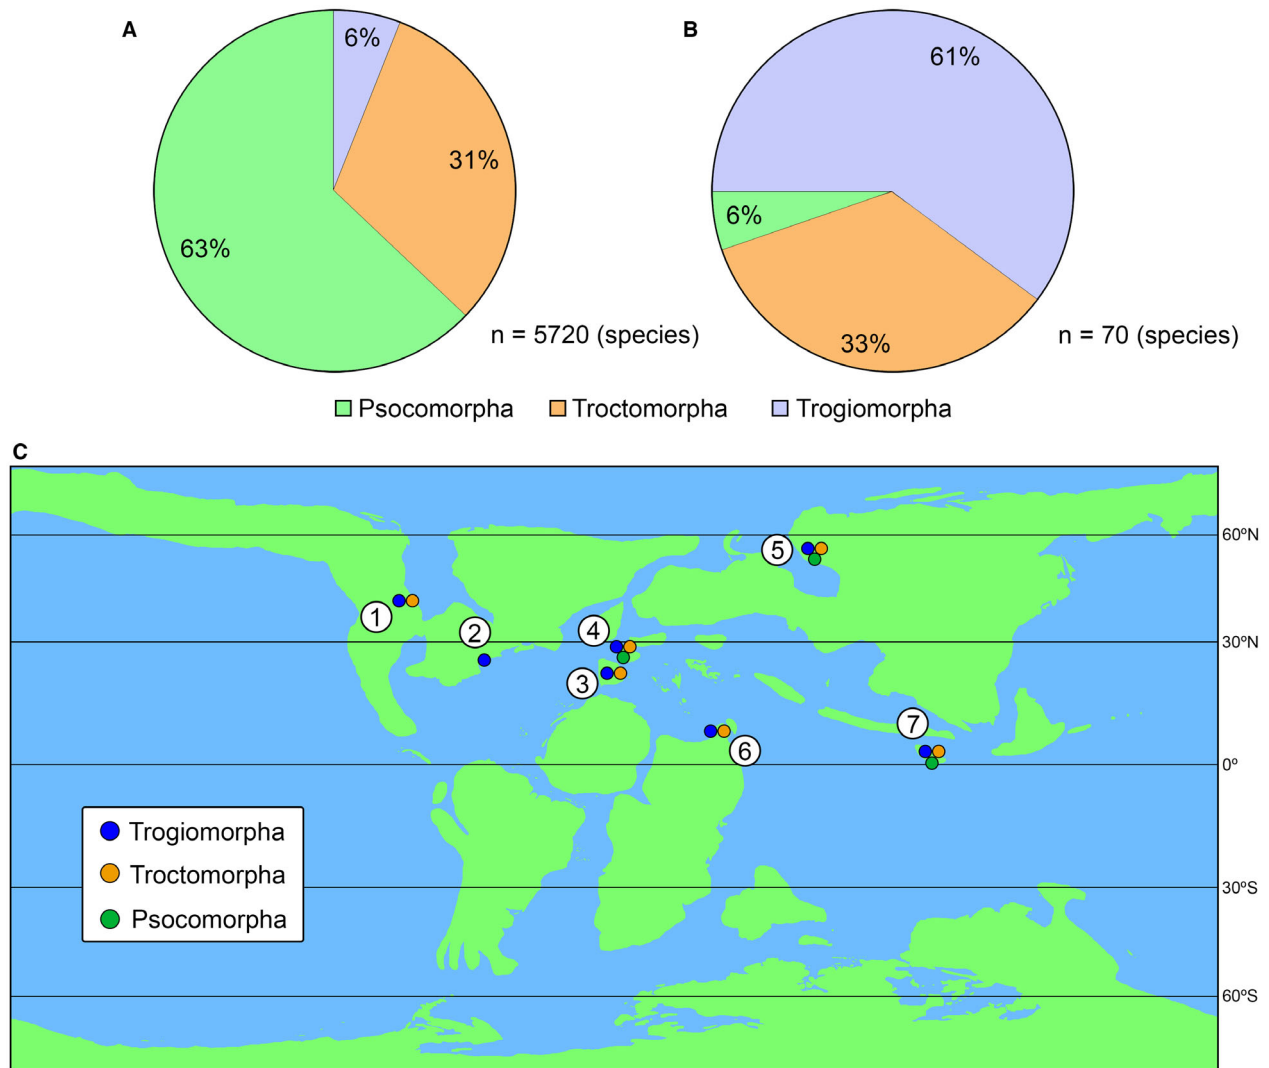 A
B
6%
61%
31%
63%
6%
33%
n = 5720 (species)
n = 70 (species)
Psocomorpha
Troctomorpha
Trogiomorpha
C
60ºN
5
1
2
4
30ºN
3
7
6
0º
Trogiomorpha
Troctomorpha
30ºS
Psocomorpha
60ºS